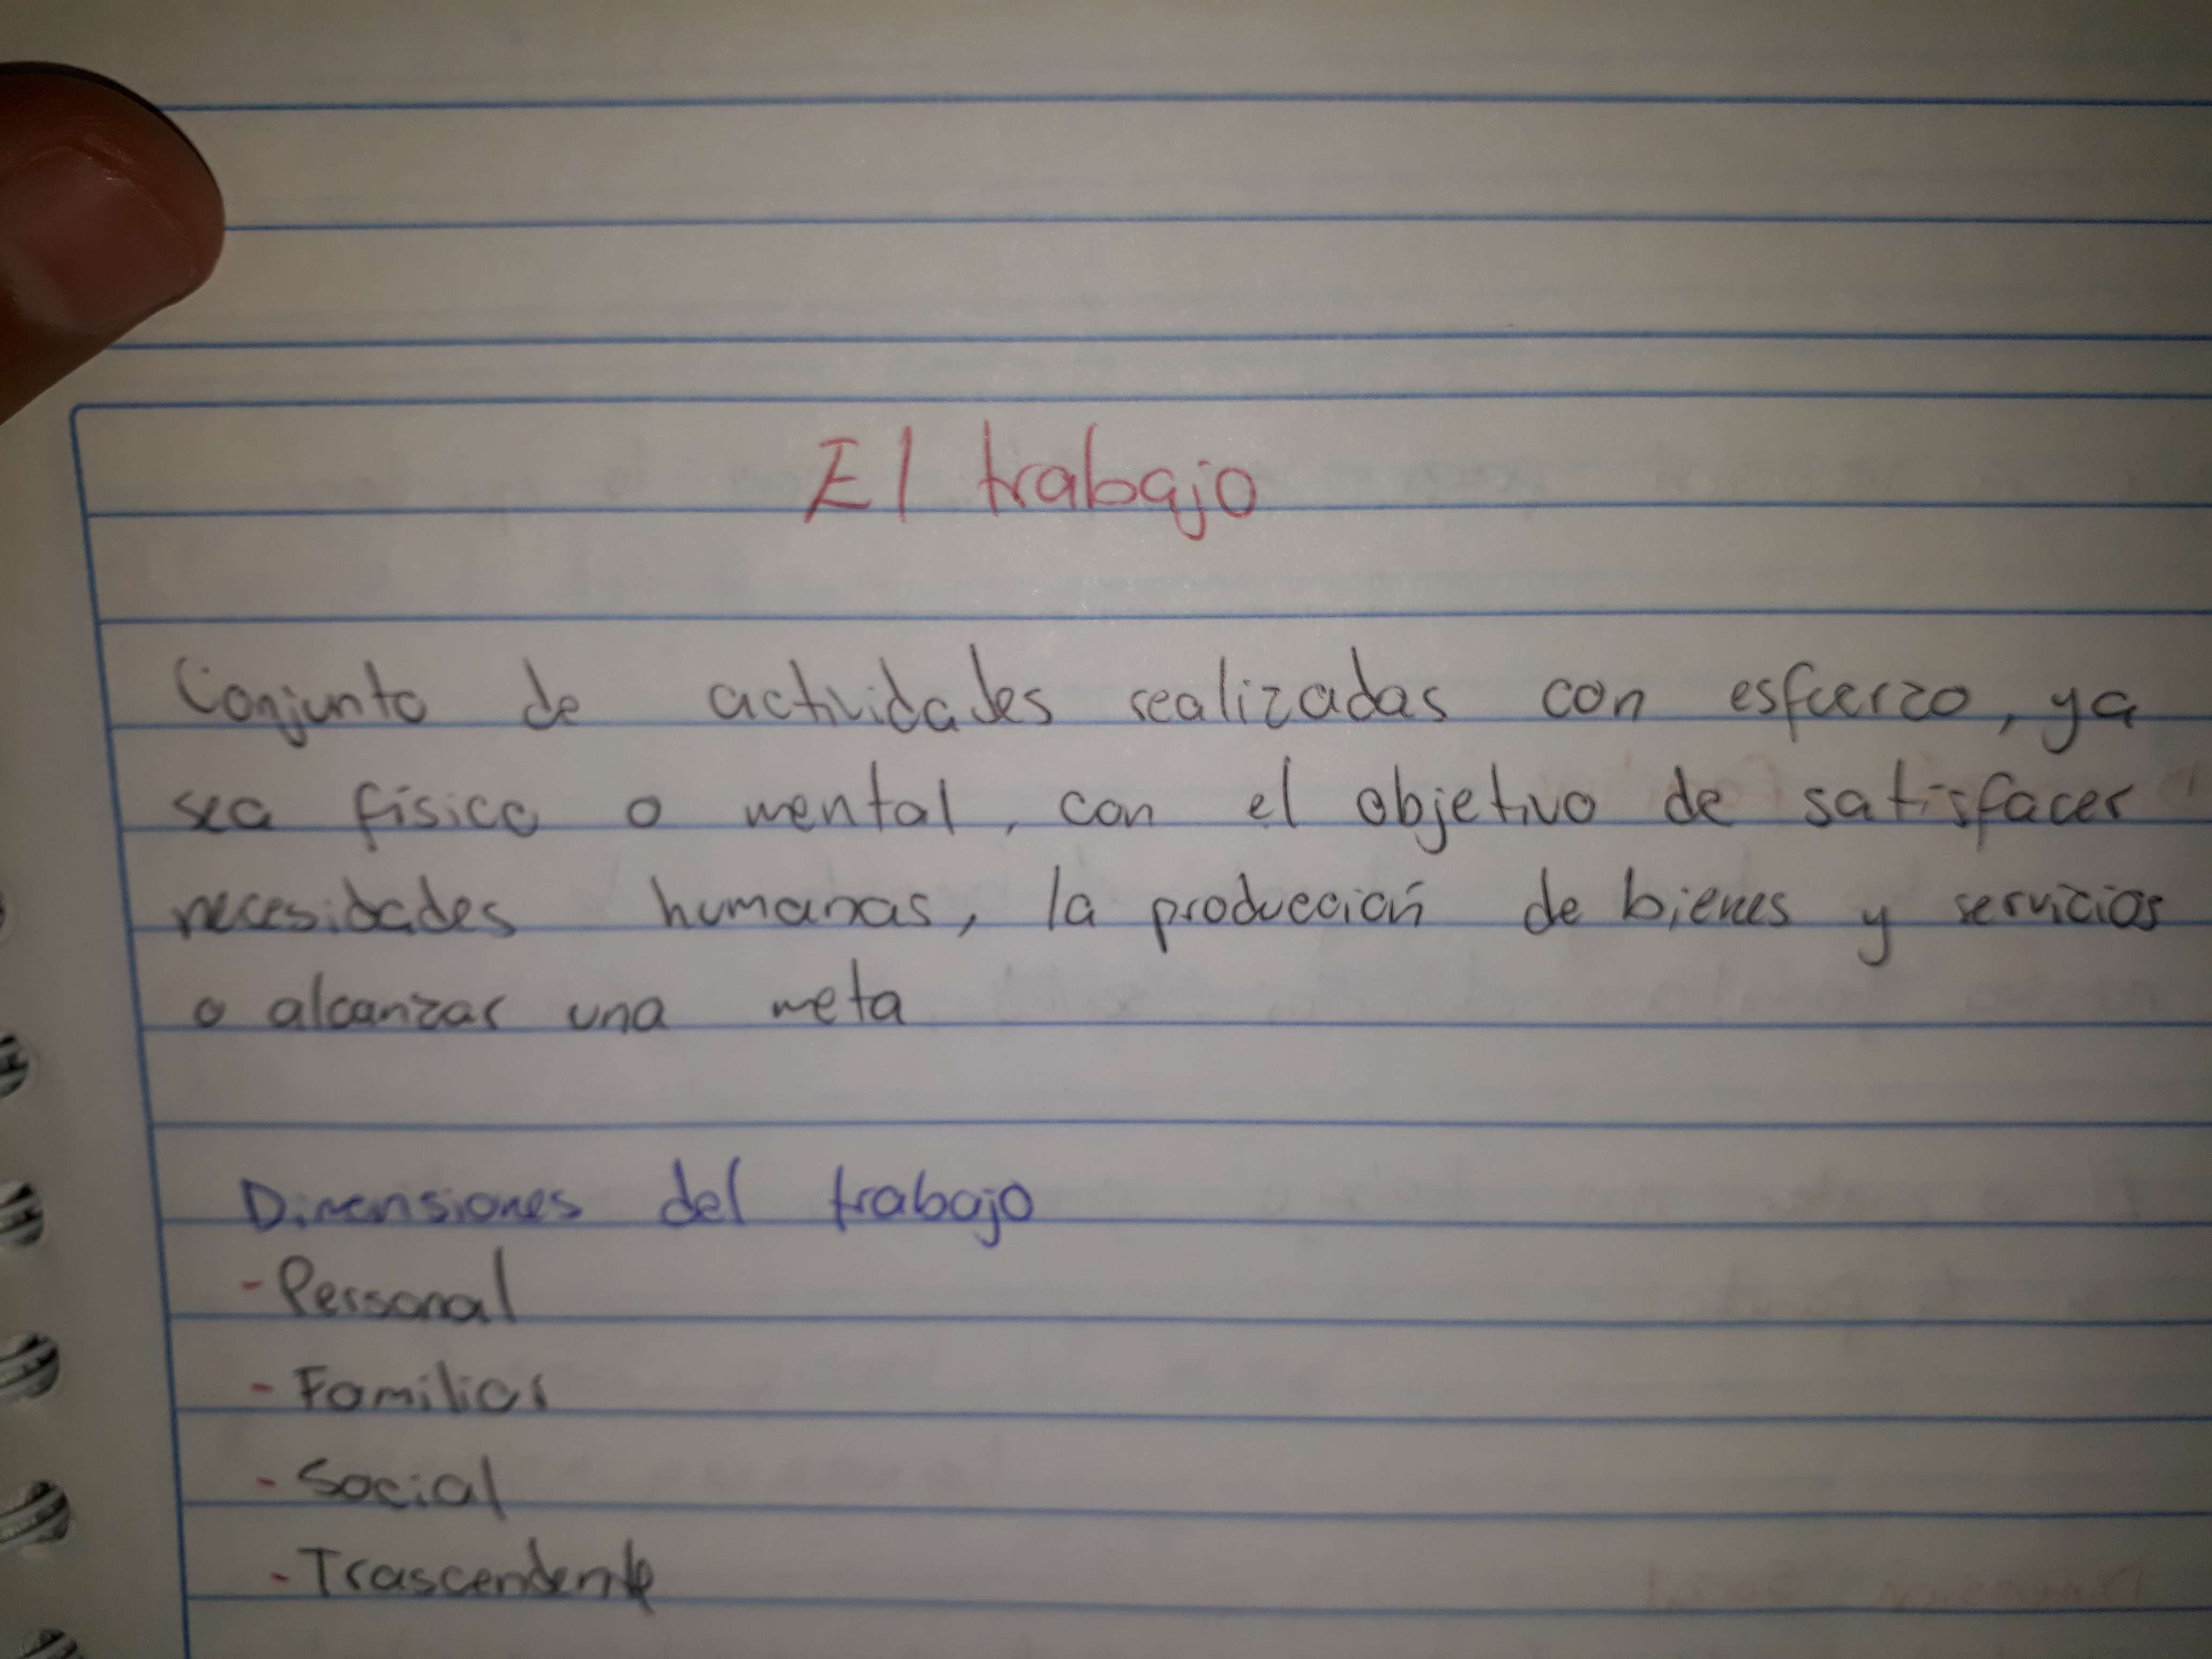 El trabajo
Conjunto de actividades realizadas con esfuerzo, ya
sea físico o mental, con el objetivo de satisfacer
necesidades humanas, la producción de bienes y servicios
o alcanzar una meta
Dimensiones del trabajo
- Personal
- Familiar
- Social
- Trascendente